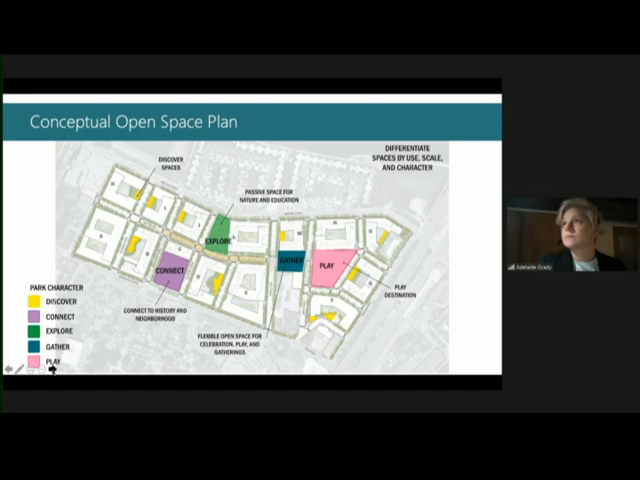 Conceptual Open Space Plan
DIFFERENTIATE
SPACES BY USE, SCALE,
AND CHARACTER
DISCOVER
SPACES
PASSIVE SPACE FOR
NATURE AND EDUCATION
EXPLORE
GATHER
PLAY
CONNECT
PLAY
DESTINATION
CONNECT TO HISTORY AND
NEIGHBORHOOD
FLEXIBLE OPEN SPACE FOR
CELEBRATION, PLAY, AND
GATHERINGS
PARK CHARACTER
DISCOVER
CONNECT
EXPLORE
GATHER
PLAY
Adelaide Grady